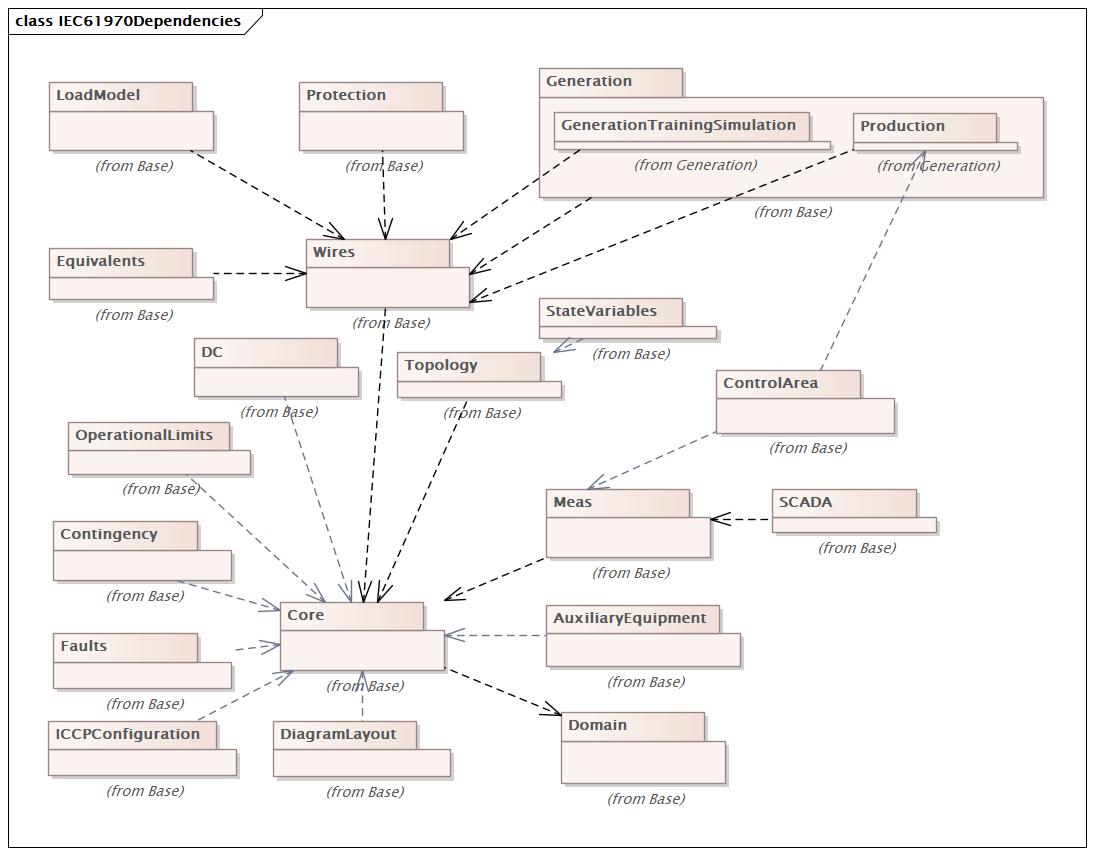 class IEC61970Dependencies
Generation
LoadModel
Protection
GenerationTrainingSimulation
Production
(from Base)
(from Base)
(from Generation)
(from Generation)
(from Base)
Equivalents
Wires
(from Base)
(from Base)
StateVariables
(from Base)
DC
Topology
ControlArea
(from Base)
(from Base)
OperationalLimits
(from Base)
(from Base)
Meas
SCADA
Contingency
(from Base)
(from Base)
(from Base)
Core
AuxiliaryEquipment
Faults
(from Base)
(from Base)
(from Base)
ICCPConfiguration
DiagramLayout
Domain
(from Base)
(from Base)
(from Base)